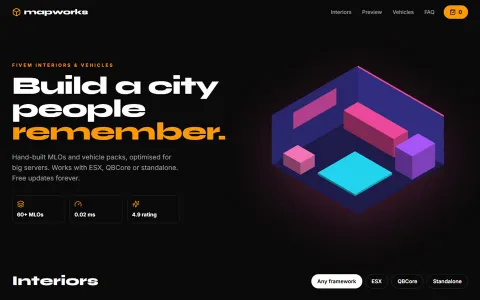 mapworks
Interiors
Preview
Vehicles
FAQ
0
FIVEM INTERIORS & VEHICLES
Build a city
people
remember.
Hand-built MLOs and vehicle packs, optimised for
big servers. Works with ESX, QBCore or standalone.
Free updates forever.
60+ MLOs
0.02 ms
4.9 rating
Interiors
Any framework
ESX
QBCore
Standalone